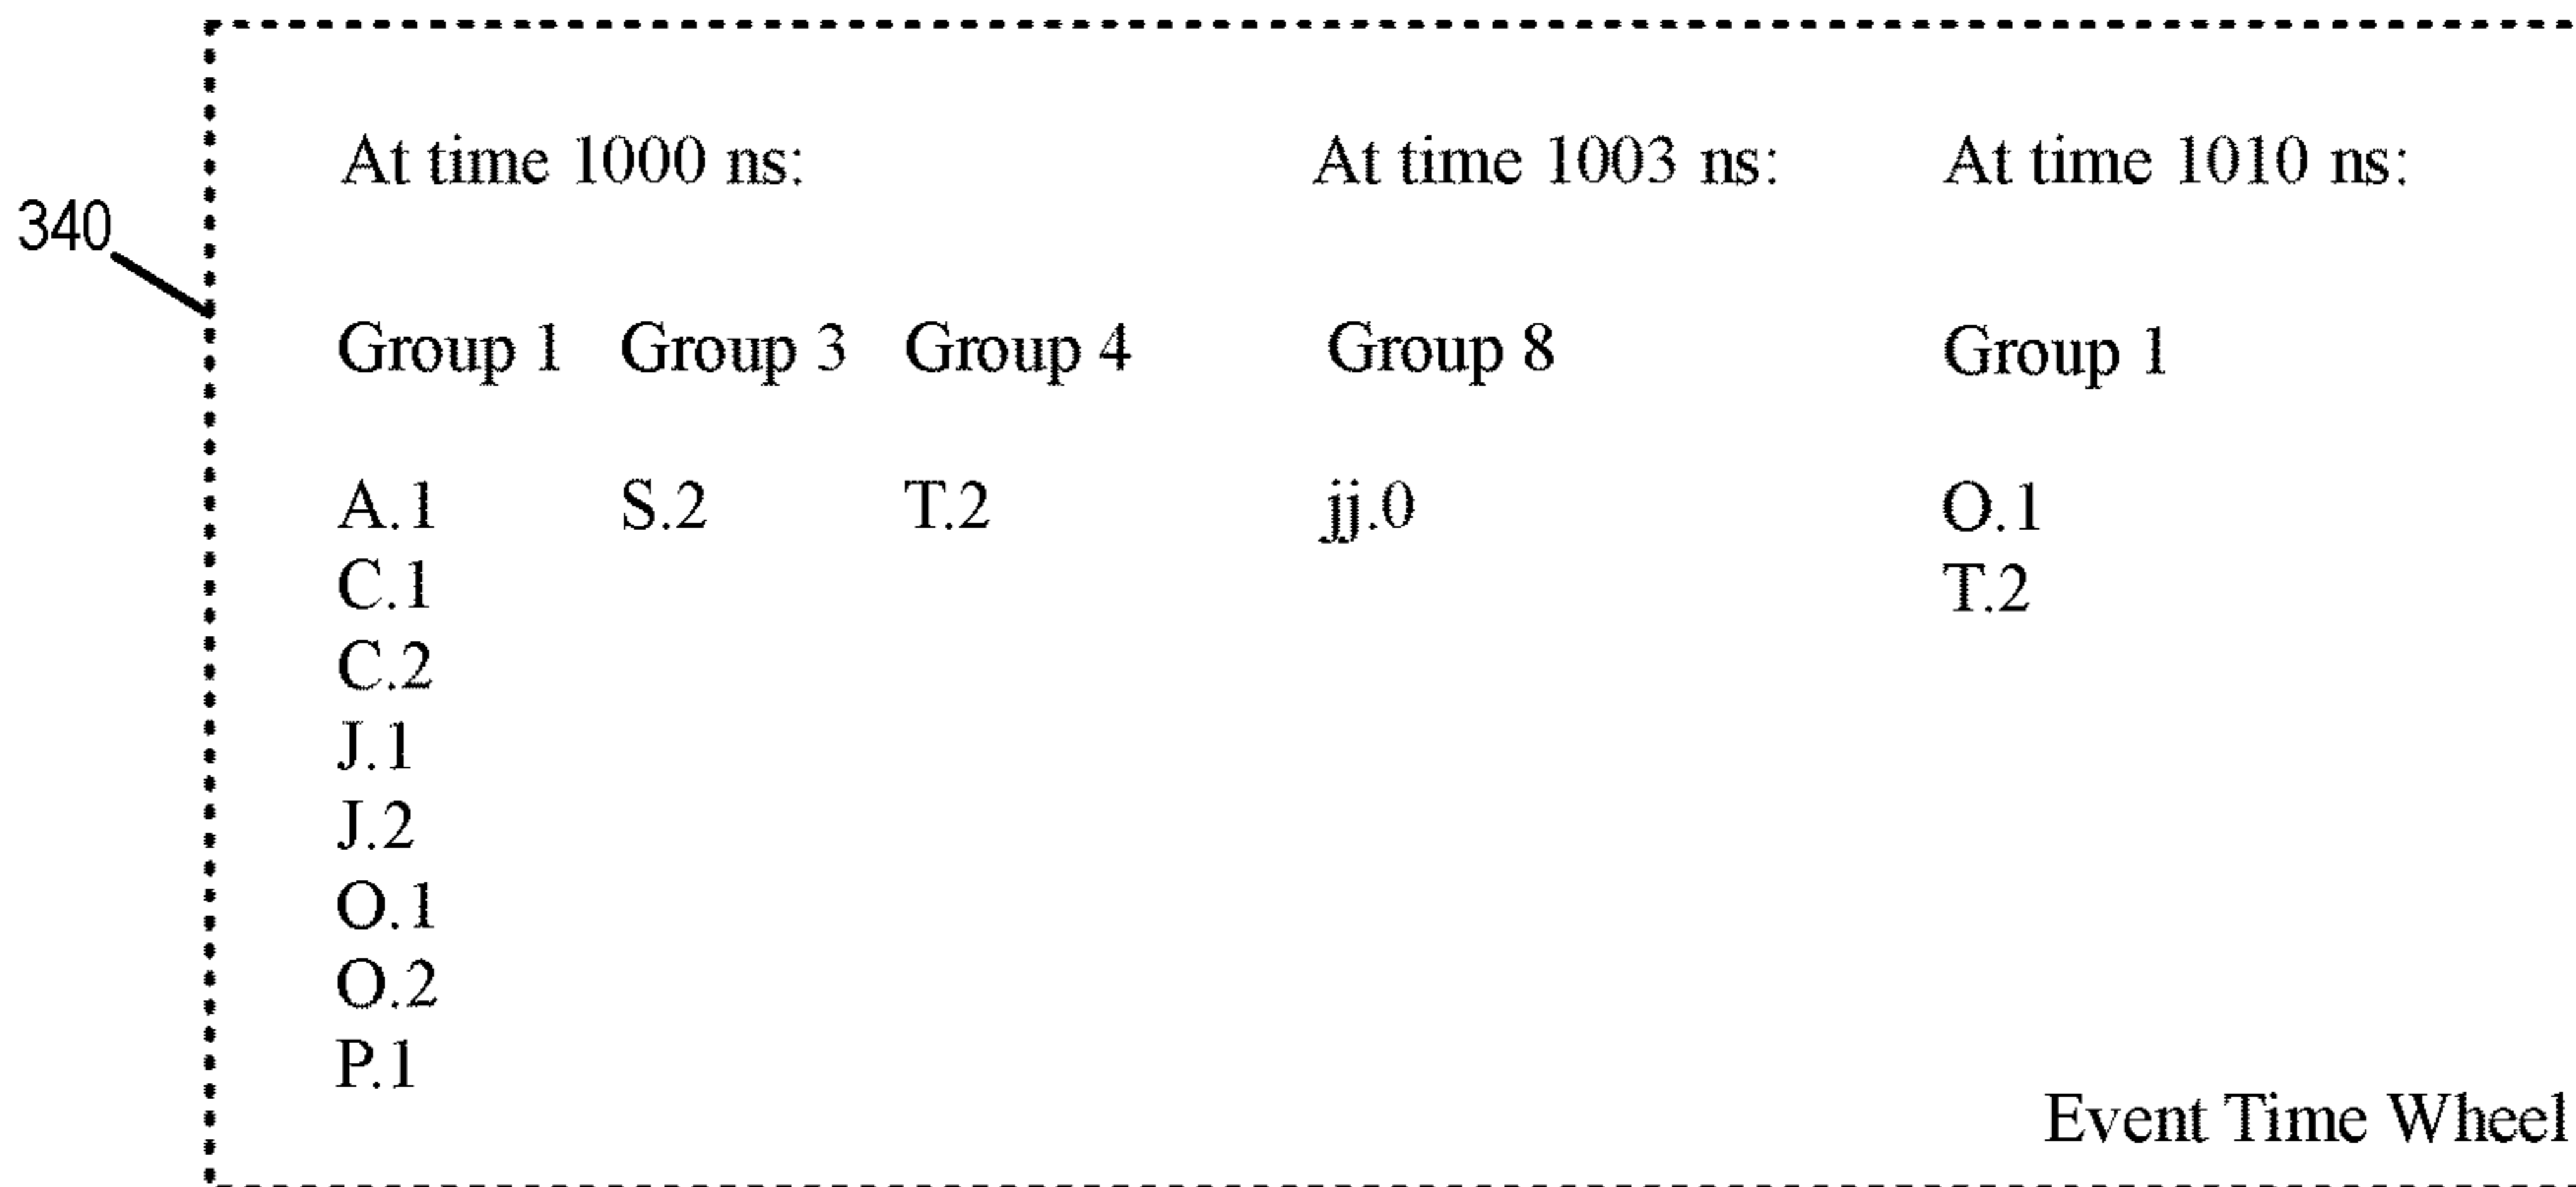 At time 1000 ns: At time 1003 ns: At time 1010 ns:
340
Group 1 Group 3 Group 4 Group 8 Group 1
A.1 S.2 T.2 jj.0 O.1
C.1 T.2
C.2
J.1
J.2
O.1
O.2
P.1
Event Time Wheel